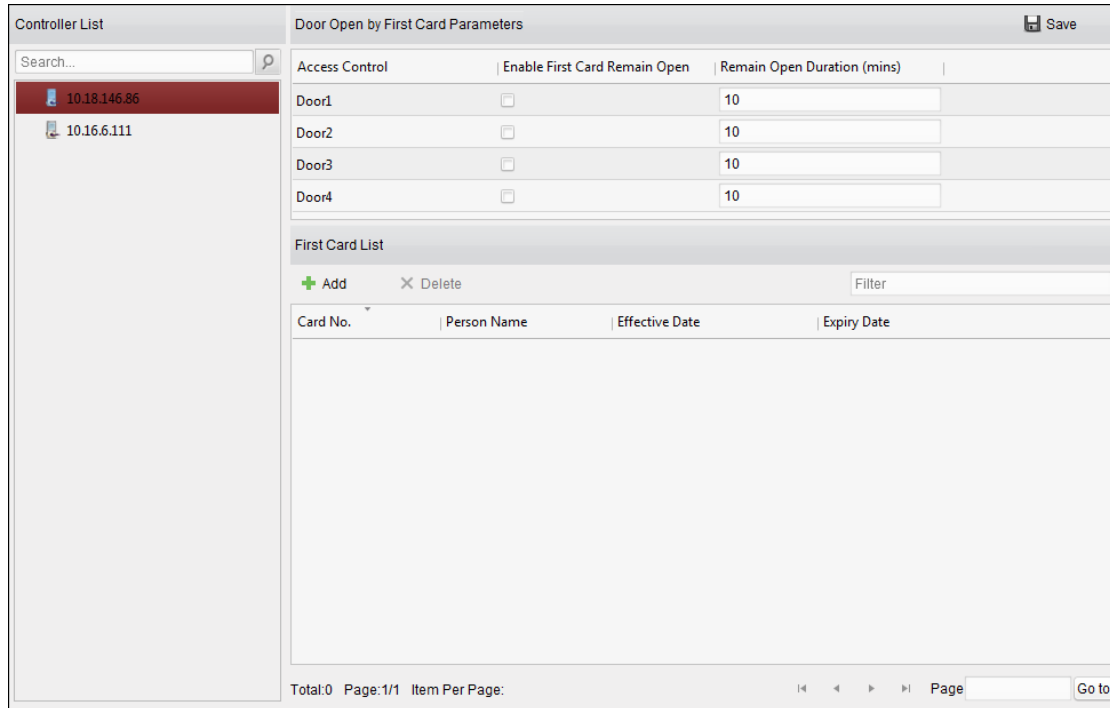 Controller List
Search...
10.18.146.86
10.16.6.111
Door Open by First Card Parameters Save
Access Control Enable First Card Remain Open Remain Open Duration (mins)
Door1 10
Door2 10
Door3 10
Door4 10
First Card List
Add Delete Filter
Card No. Person Name Effective Date Expiry Date
Total:0 Page:1/1 Item Per Page: Page Go to